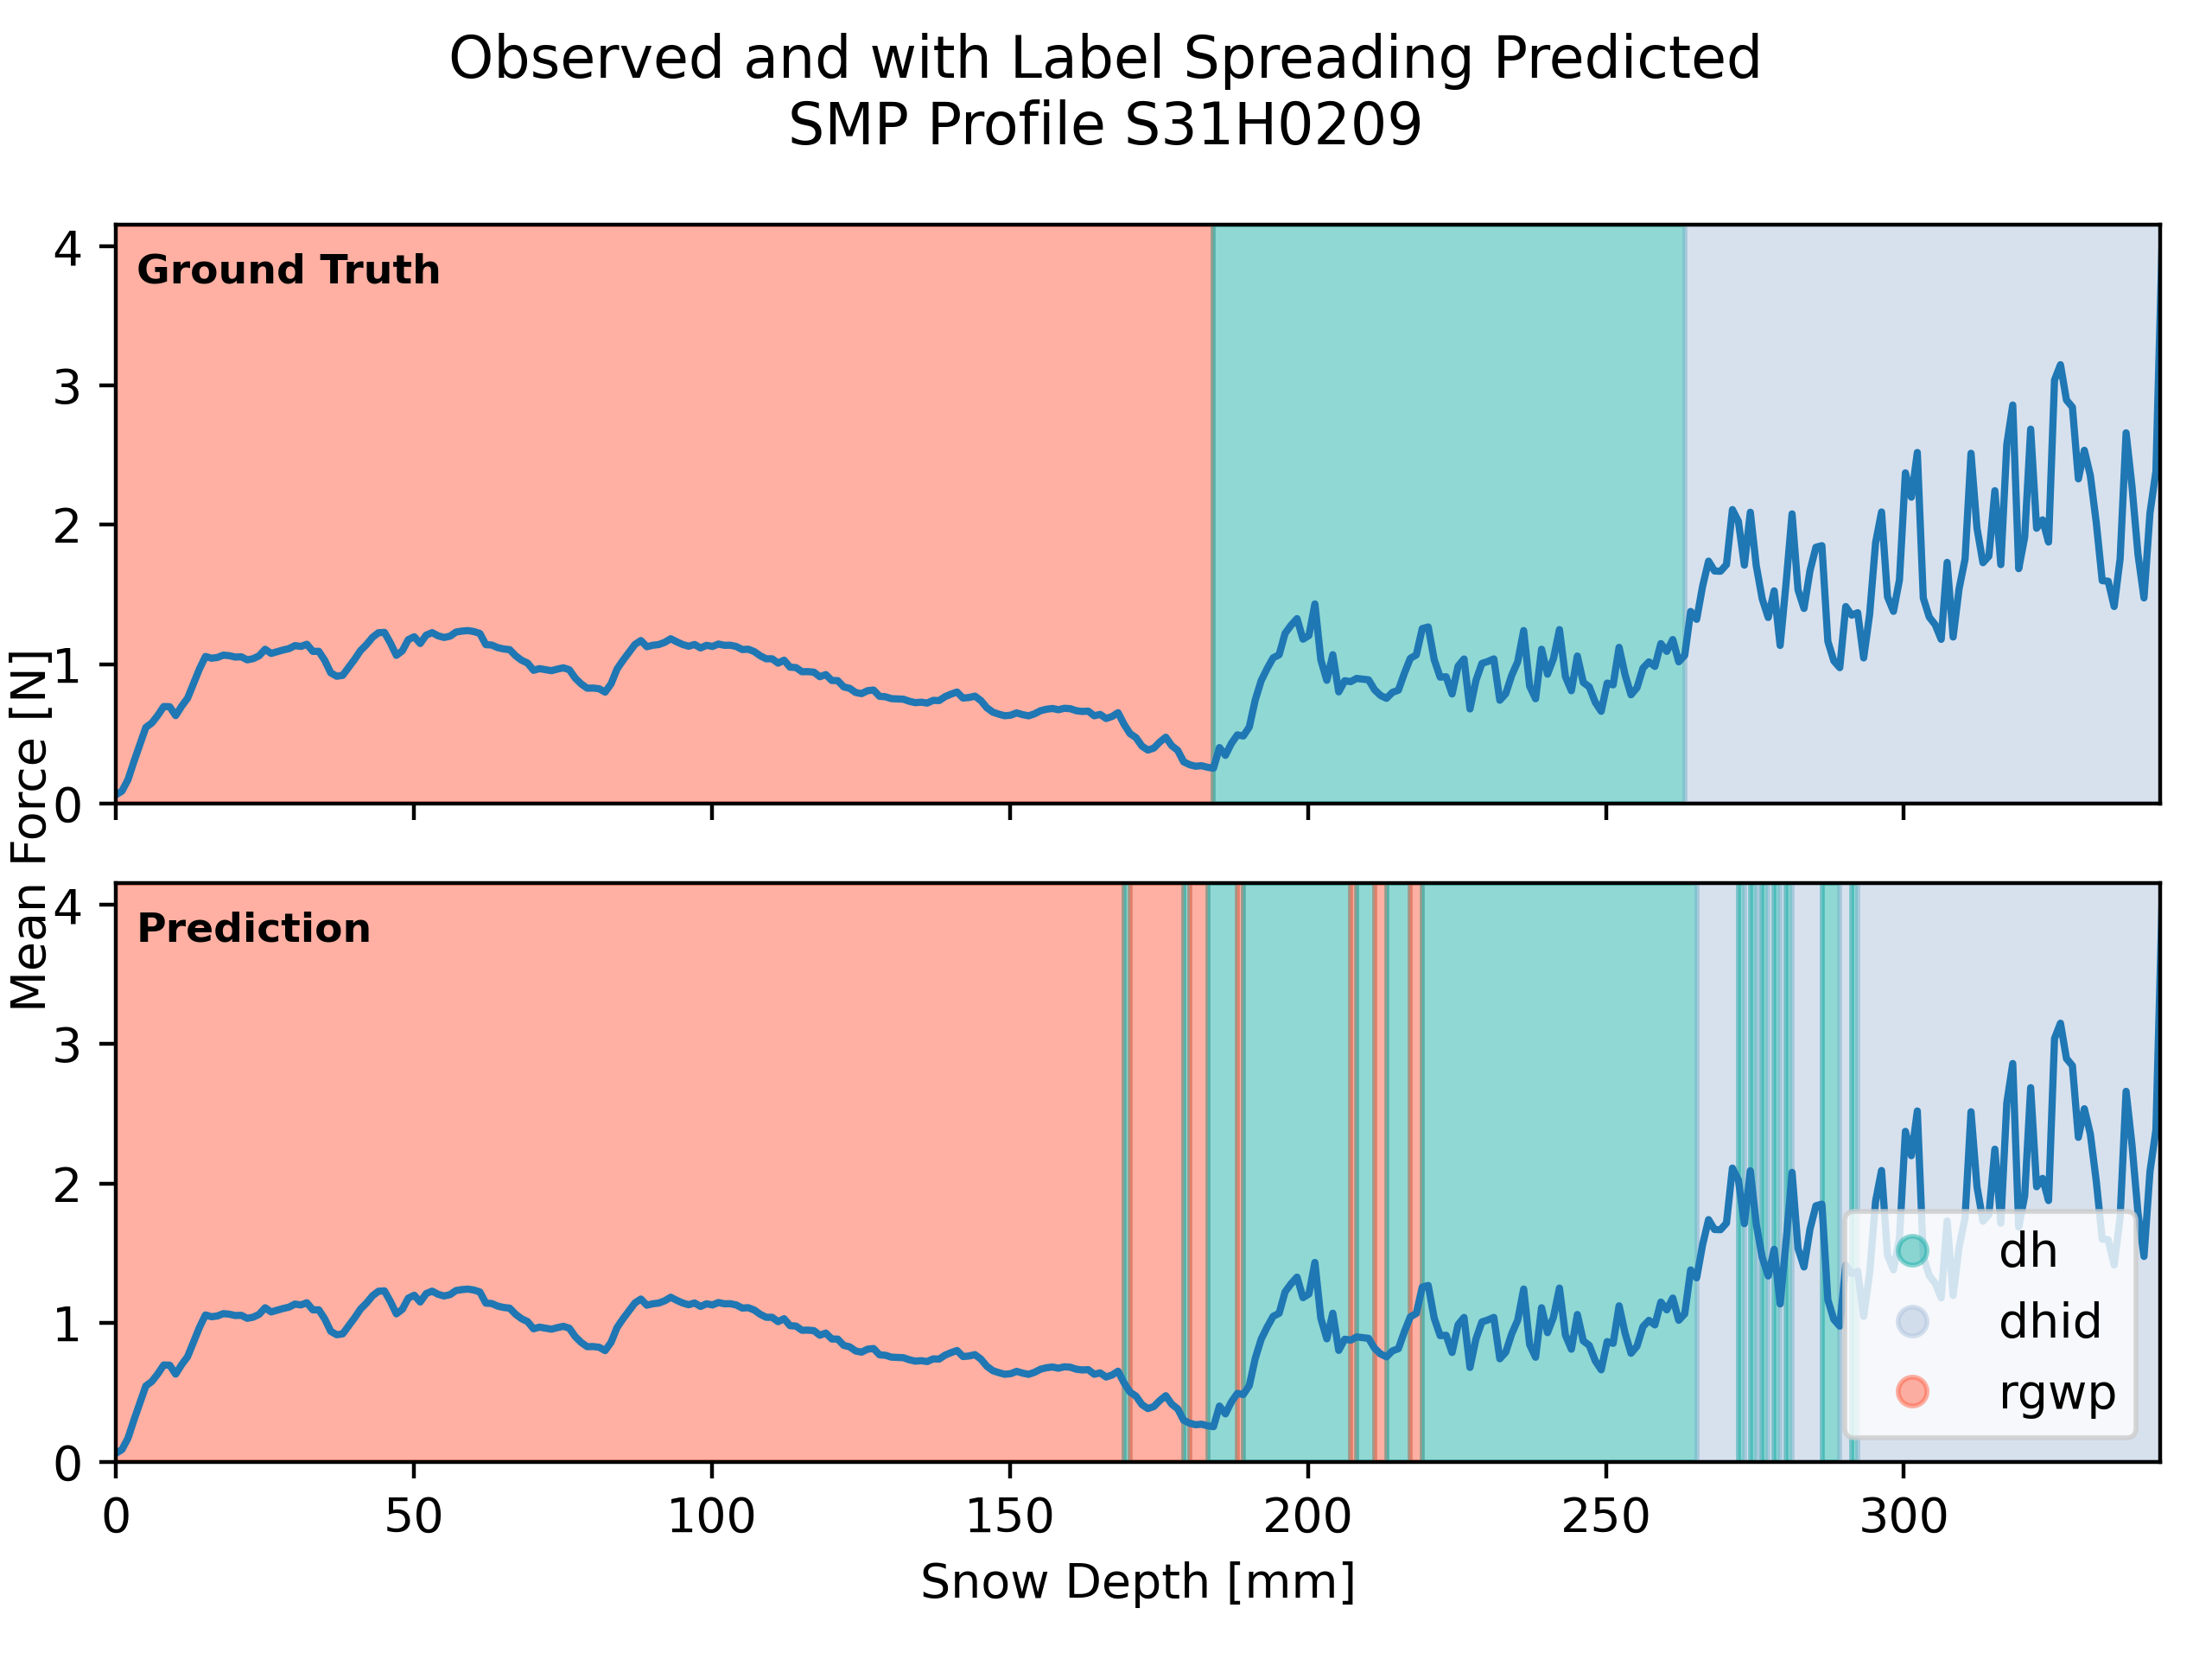 Observed and with Label Spreading Predicted
SMP Profile S31H0209
Mean Force [N]
4
3
2
1
0
Ground Truth
4
3
2
1
0
Prediction
dh
dhid
rgwp
0 50 100 150 200 250 300
Snow Depth [mm]